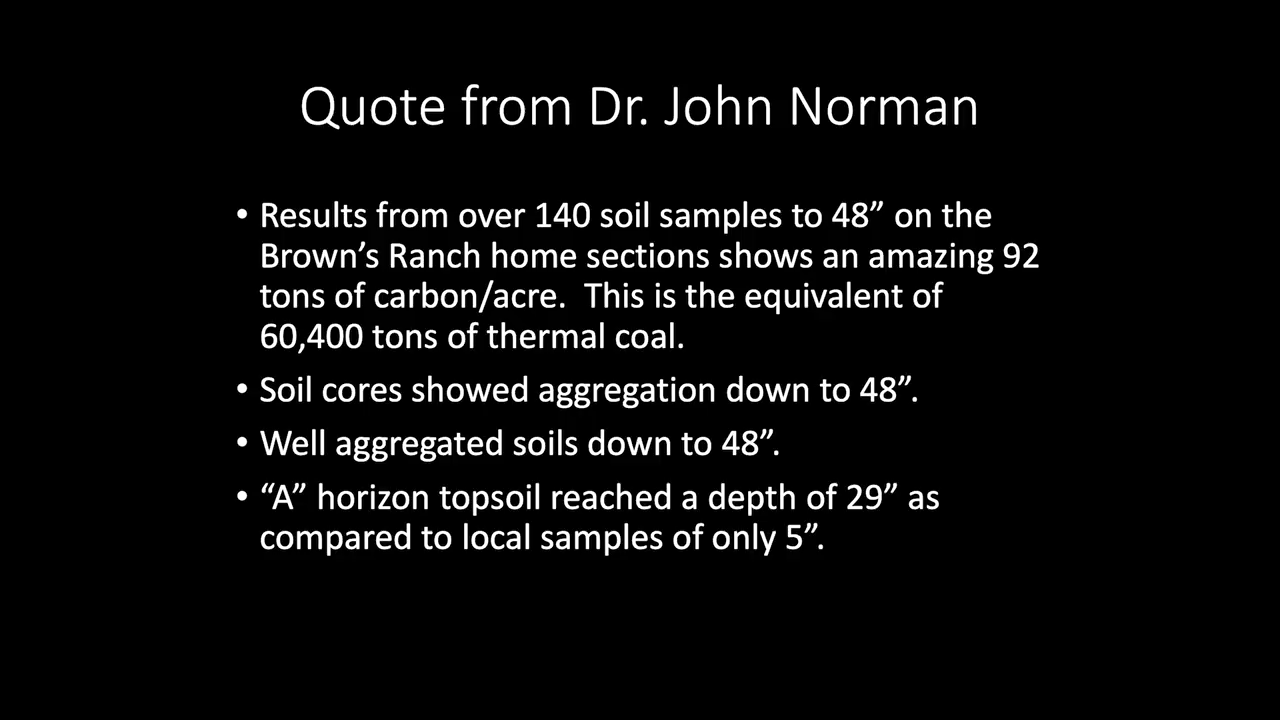 Quote from Dr. John Norman
• Results from over 140 soil samples to 48” on the
Brown’s Ranch home sections shows an amazing 92
tons of carbon/acre.  This is the equivalent of
60,400 tons of thermal coal.
• Soil cores showed aggregation down to 48”.
• Well aggregated soils down to 48”.
• “A” horizon topsoil reached a depth of 29” as
compared to local samples of only 5”.